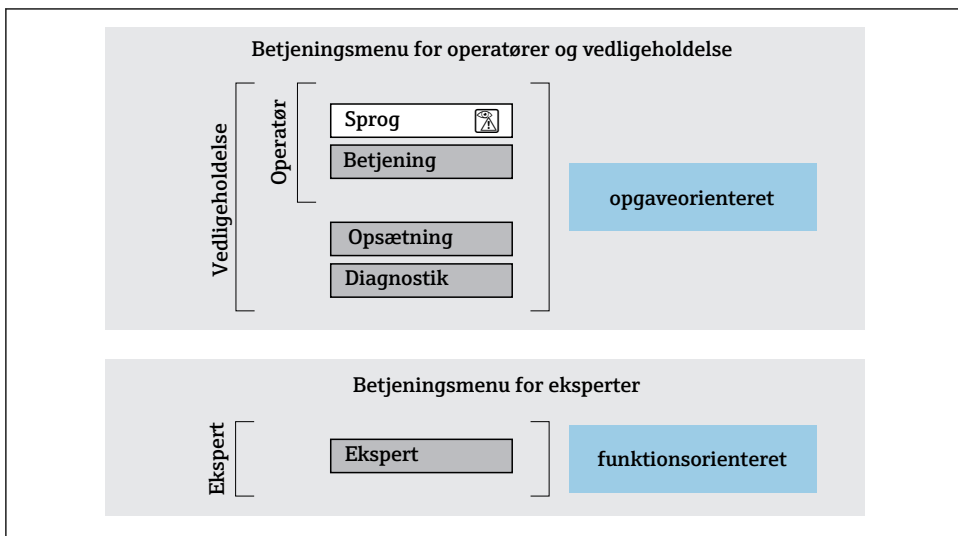 Betjeningsmenu for operatører og vedligeholdelse
Vedligeholdelse
Operatør
Sprog
Betjening
Opsætning
Diagnostik
opgaveorienteret
Betjeningsmenu for eksperter
Ekspert
Ekspert
funktionsorienteret